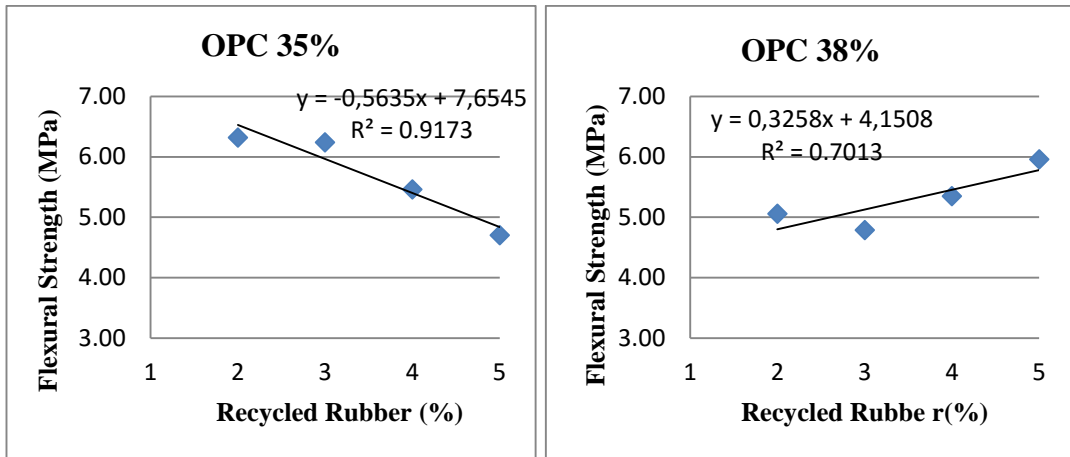 OPC 35%
y = -0,5635x + 7,6545
R² = 0.9173
Flexural Strength (MPa)
7.00
6.00
5.00
4.00
3.00
1 2 3 4 5
Recycled Rubber (%)
OPC 38%
y = 0,3258x + 4,1508
R² = 0.7013
Flexural Strength (MPa)
7.00
6.00
5.00
4.00
3.00
1 2 3 4 5
Recycled Rubbe r(%)